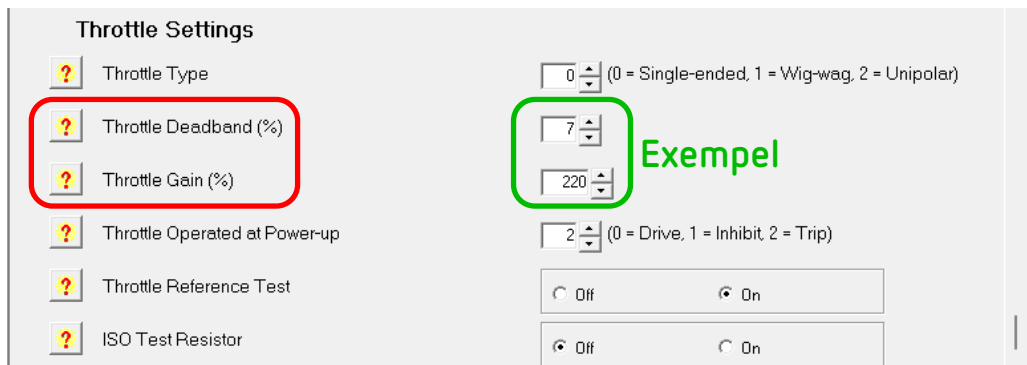 Throttle Settings
? Throttle Type 0 (0 = Single-ended, 1 = Wig-wag, 2 = Unipolar)
? Throttle Deadband (%) 7
Exempel
? Throttle Gain (%) 220
? Throttle Operated at Power-up 2 (0 = Drive, 1 = Inhibit, 2 = Trip)
? Throttle Reference Test Off On
? ISO Test Resistor Off On